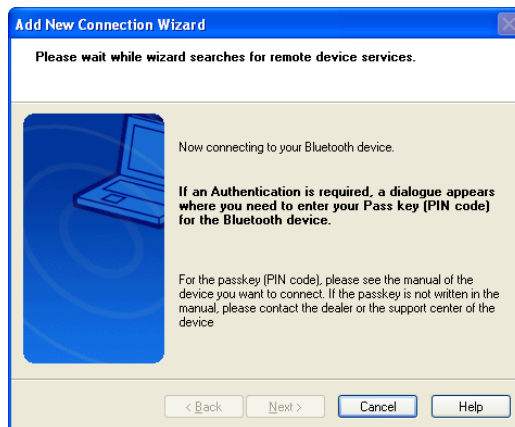 Add New Connection Wizard
Please wait while wizard searches for remote device services.
Now connecting to your Bluetooth device.
If an Authentication is required, a dialogue appears
where you need to enter your Pass key (PIN code)
for the Bluetooth device.
For the passkey (PIN code), please see the manual of the
device you want to connect. If the passkey is not written in the
manual, please contact the dealer or the support center of the
device
< Back Next > Cancel Help